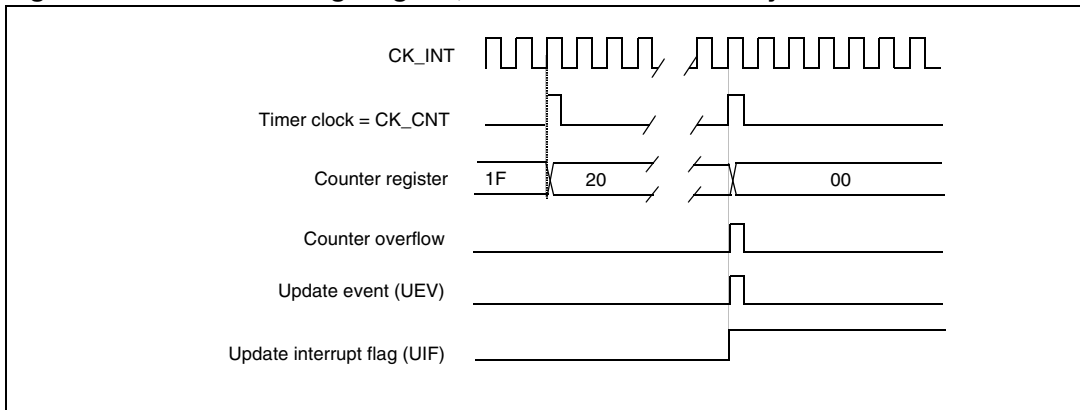 CK_INT
Timer clock = CK_CNT
Counter register
1F
20
00
Counter overflow
Update event (UEV)
Update interrupt flag (UIF)